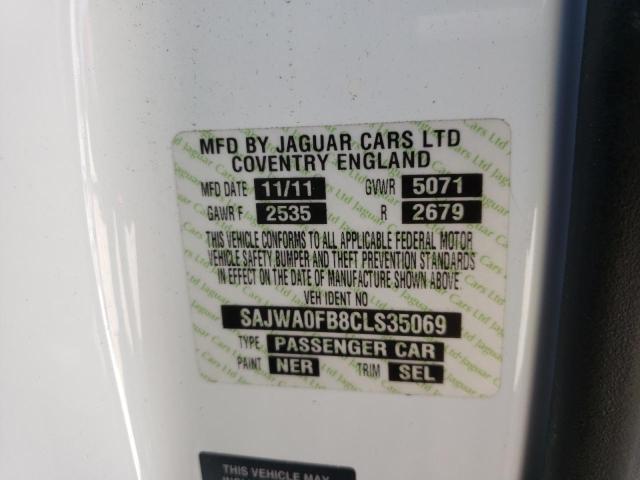 MFD BY JAGUAR CARS LTD
COVENTRY ENGLAND
MFD DATE 11/11 GVWR 5071
GAWR F 2535 R 2679
THIS VEHICLE CONFORMS TO ALL APPLICABLE FEDERAL MOTOR
VEHICLE SAFETY, BUMPER AND THEFT PREVENTION STANDARDS
IN EFFECT ON THE DATE OF MANUFACTURE SHOWN ABOVE
VEH IDENT NO
SAJWA0FB8CLS35069
TYPE PASSENGER CAR
PAINT NER TRIM SEL
THIS VEHICLE MAY